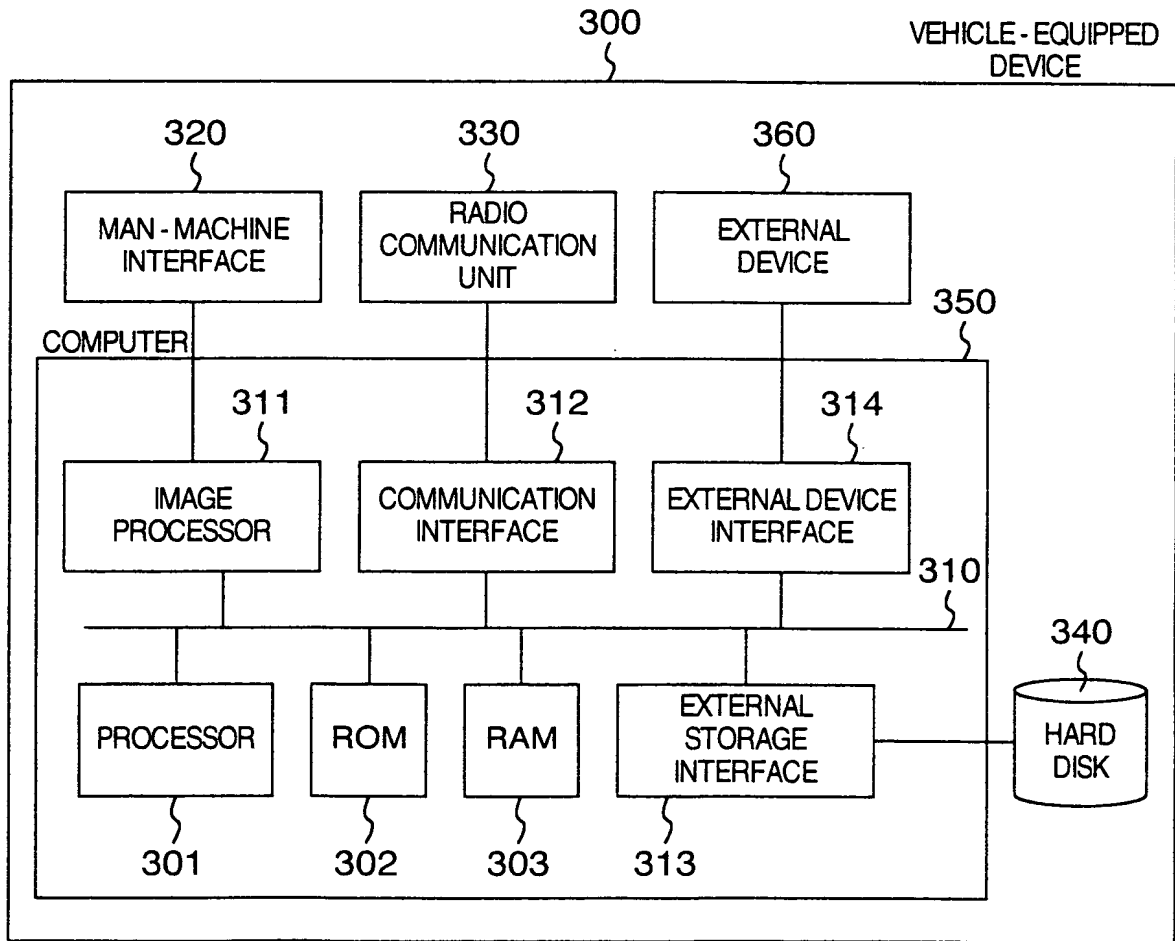 300
VEHICLE - EQUIPPED
DEVICE
320
330
360
MAN - MACHINE
INTERFACE
RADIO
COMMUNICATION
UNIT
EXTERNAL
DEVICE
350
COMPUTER
311
312
314
IMAGE
PROCESSOR
COMMUNICATION
INTERFACE
EXTERNAL DEVICE
INTERFACE
310
340
PROCESSOR
ROM
RAM
EXTERNAL
STORAGE
INTERFACE
HARD
DISK
301
302
303
313